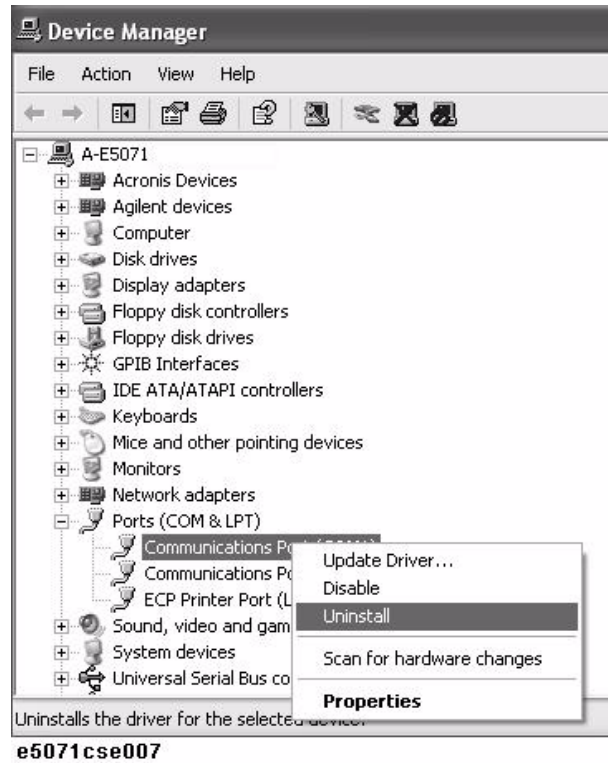 Device Manager
File Action View Help
A-E5071
Acronis Devices
Agilent devices
Computer
Disk drives
Display adapters
Floppy disk controllers
Floppy disk drives
GPIB Interfaces
IDE ATA/ATAPI controllers
Keyboards
Mice and other pointing devices
Monitors
Network adapters
Ports (COM & LPT)
Communications
Update Driver...
Communications
Disable
ECP Printer Port (L
Uninstall
Sound, video and gam
System devices
Scan for hardware changes
Universal Serial Bus co
Properties
Uninstalls the driver for the selected device.
e5071cse007